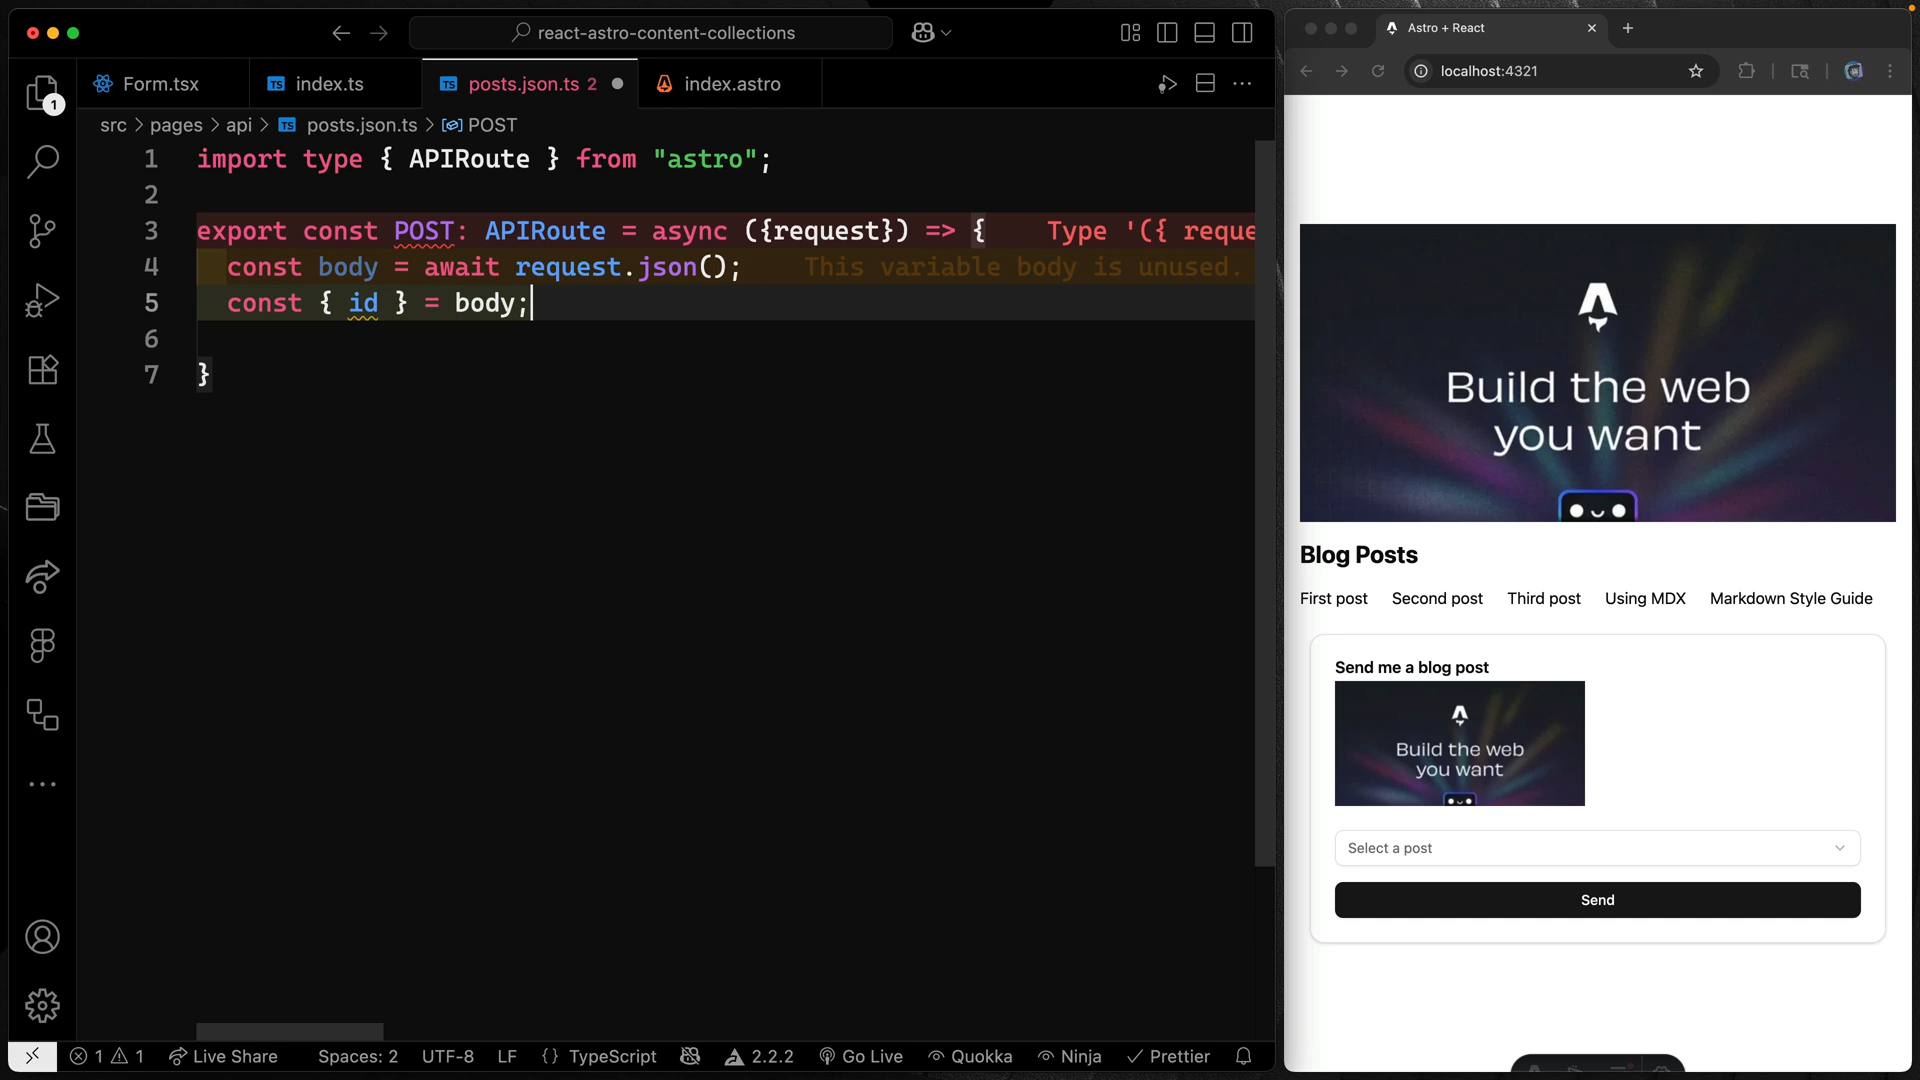 react-astro-content-collections
Form.tsx
index.ts
posts.json.ts 2
index.astro
src > pages > api > TS posts.json.ts > POST
1 import type { APIRoute } from "astro";
2
3 export const POST: APIRoute = async ({request}) => { Type '({ reque
4 const body = await request.json(); This variable body is unused.
5 const { id } = body;
6
7 }
1
1 1 Live Share Spaces: 2 UTF-8 LF {} TypeScript 2.2.2 Go Live Quokka Ninja Prettier
Astro + React
localhost:4321
Build the web
you want
Blog Posts
First post Second post Third post Using MDX Markdown Style Guide
Send me a blog post
Build the web
you want
Select a post
Send